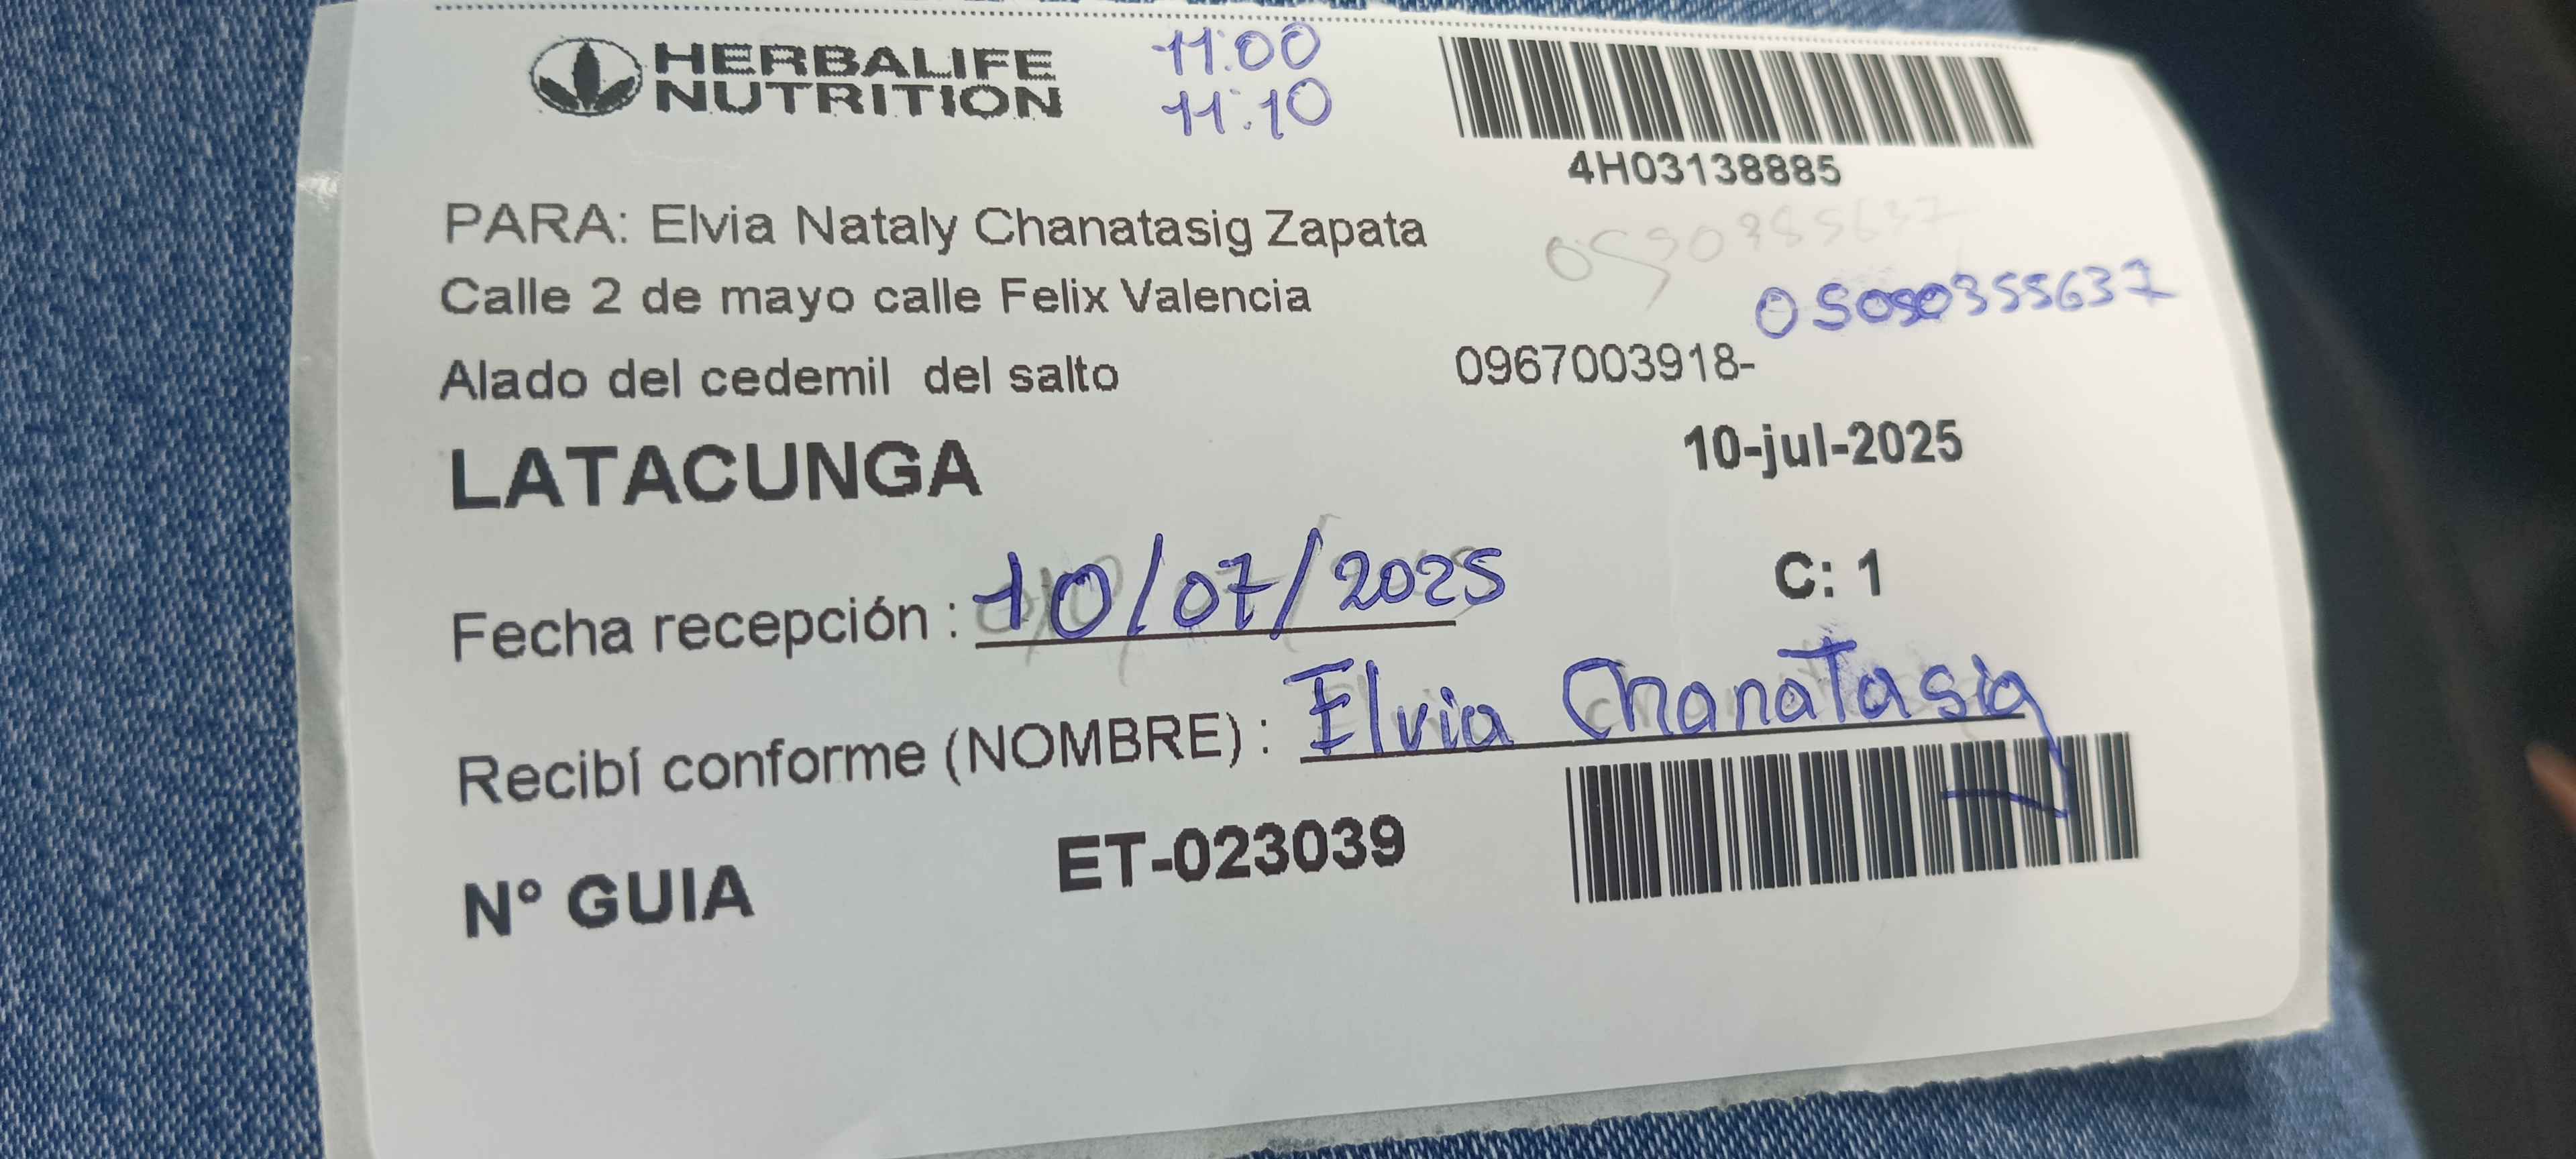 HERBALIFE
NUTRITION
11:00
11:10
4H03138885
PARA: Elvia Nataly Chanatasig Zapata
Calle 2 de mayo calle Felix Valencia
Alado del cedemil del salto
0967003918-
LATACUNGA
10-jul-2025
Fecha recepción : 10/07/2025
C: 1
Recibí conforme (NOMBRE) : Elvia Chanatasig
N° GUIA
ET-023039